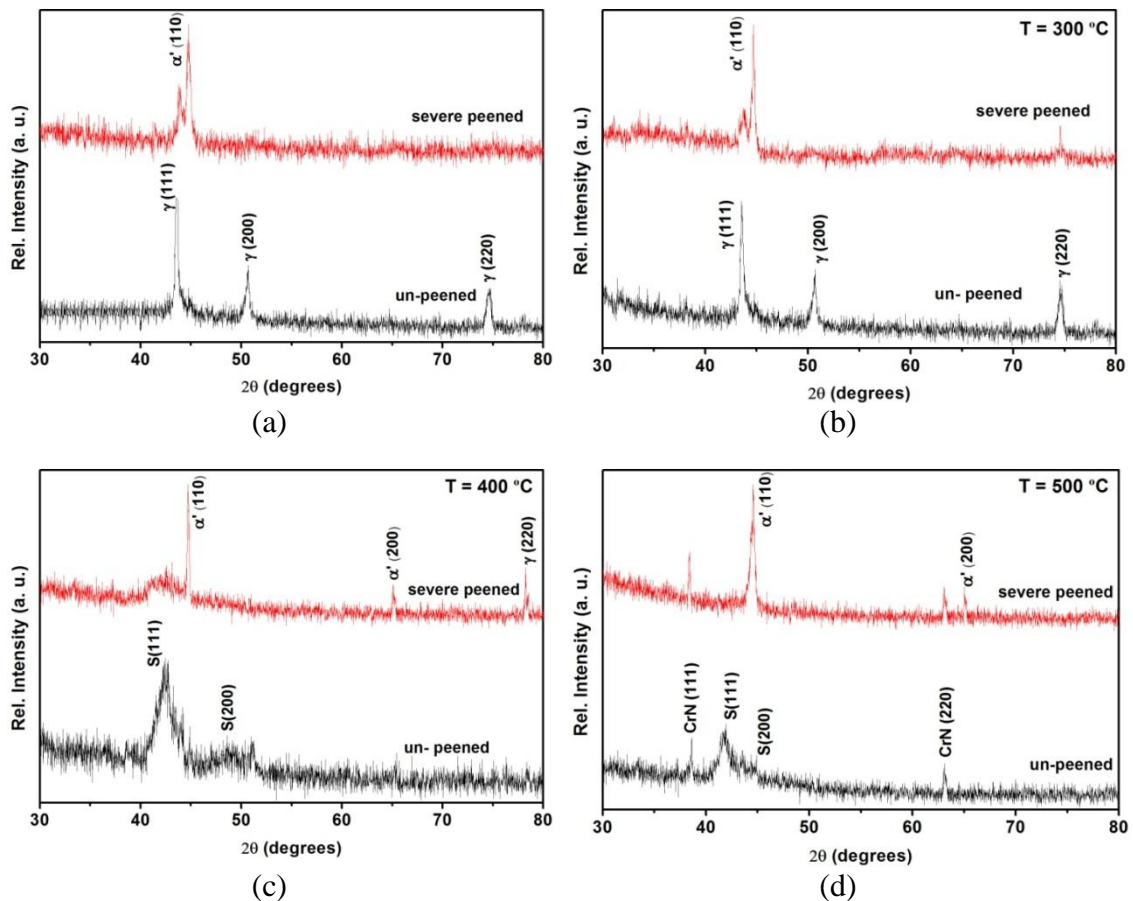 α' (110)
severe peened
γ (111)
γ (200)
γ (220)
un-peened
Rel. Intensity (a. u.)
30 40 50 60 70 80
2θ (degrees)
(a)
T = 300 °C
α' (110)
severe peened
γ (111)
γ (200)
γ (220)
un- peened
Rel. Intensity (a. u.)
30 40 50 60 70 80
2θ (degrees)
(b)
T = 400 °C
α' (110)
α' (200)
γ (220)
severe peened
S(111)
S(200)
un- peened
Rel. Intensity (a. u.)
30 40 50 60 70 80
2θ (degrees)
(c)
T = 500 °C
α' (110)
α' (200)
severe peened
CrN (111)
S(111)
S(200)
CrN (220)
un-peened
Rel. Intensity (a. u.)
30 40 50 60 70 80
2θ (degrees)
(d)